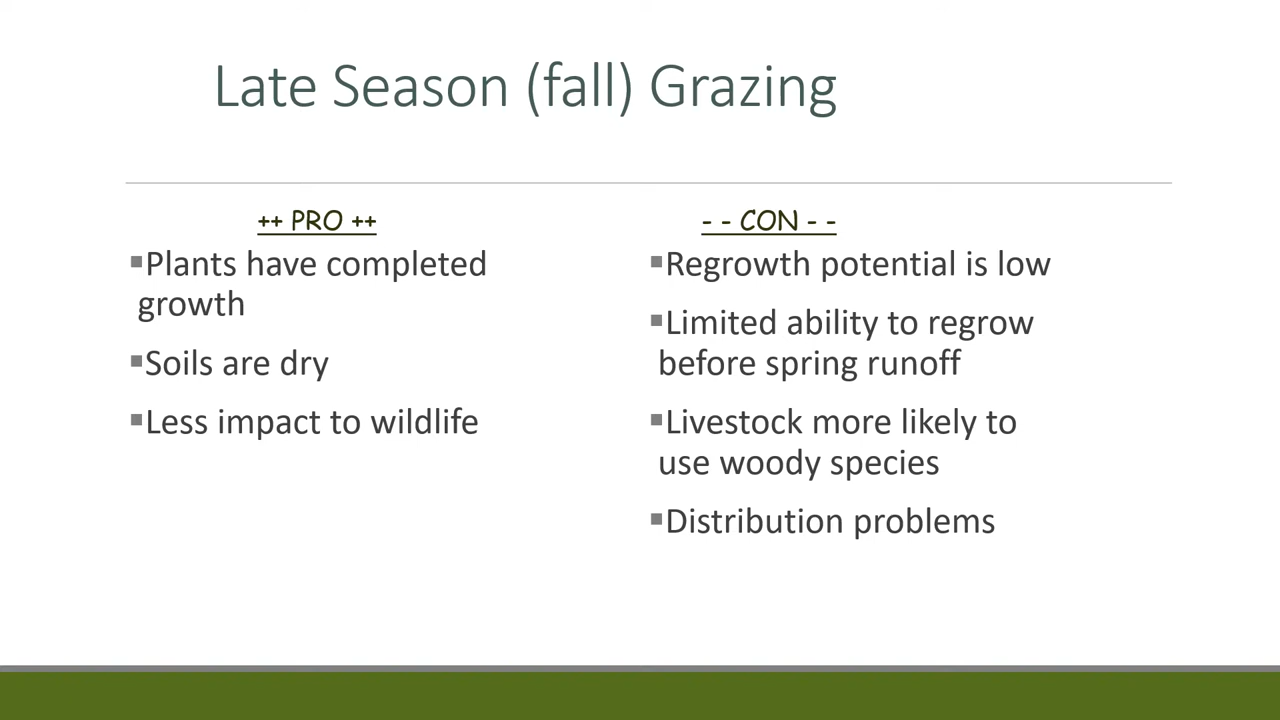 Late Season (fall) Grazing
++ PRO ++
▪Plants have completed
growth
▪Soils are dry
▪Less impact to wildlife
- - CON - -
▪Regrowth potential is low
▪Limited ability to regrow
before spring runoff
▪Livestock more likely to
use woody species
▪Distribution problems